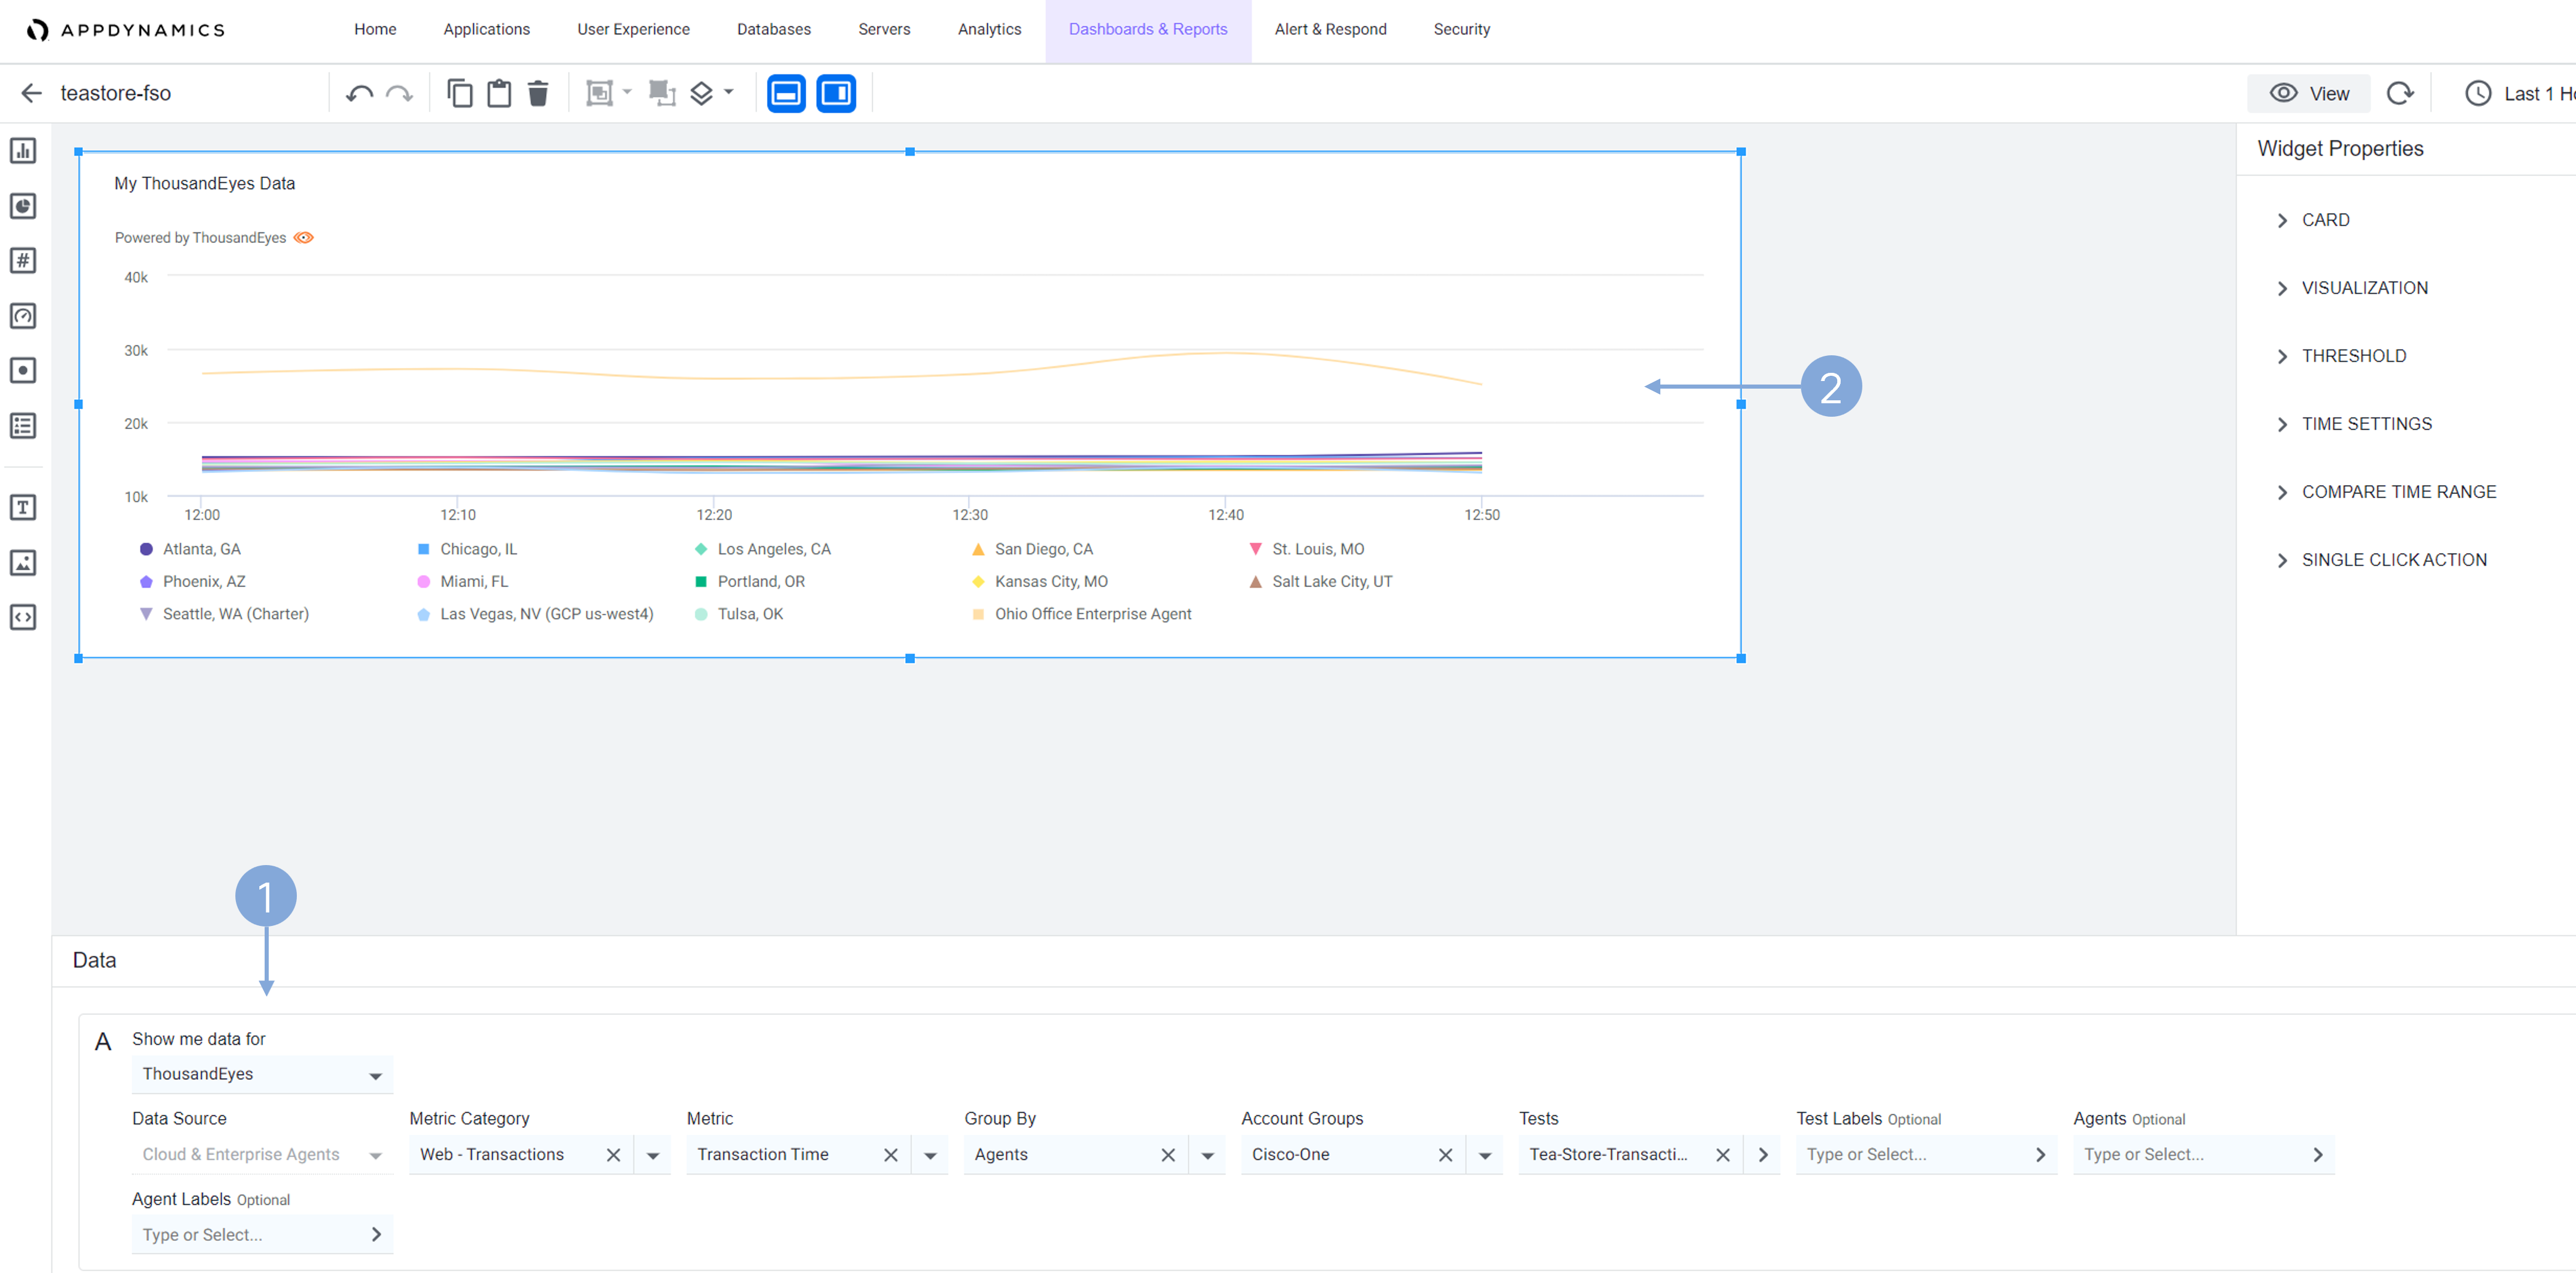 APPDYNAMICS Home Applications User Experience Databases Servers Analytics Dashboards & Reports Alert & Respond Security
teastore-fso View Last 1 Ho
Widget Properties
CARD
VISUALIZATION
THRESHOLD
TIME SETTINGS
COMPARE TIME RANGE
SINGLE CLICK ACTION
My ThousandEyes Data
Powered by ThousandEyes
40k
30k
2
20k
10k
12:00 12:10 12:20 12:30 12:40 12:50
Atlanta, GA Chicago, IL Los Angeles, CA San Diego, CA St. Louis, MO
Phoenix, AZ Miami, FL Portland, OR Kansas City, MO Salt Lake City, UT
Seattle, WA (Charter) Las Vegas, NV (GCP us-west4) Tulsa, OK Ohio Office Enterprise Agent
1
Data
A Show me data for
ThousandEyes
Data Source Metric Category Metric Group By Account Groups Tests Test Labels Optional Agents Optional
Cloud & Enterprise Agents Web - Transactions Transaction Time Agents Cisco-One Tea-Store-Transacti... Type or Select... Type or Select...
Agent Labels Optional
Type or Select...